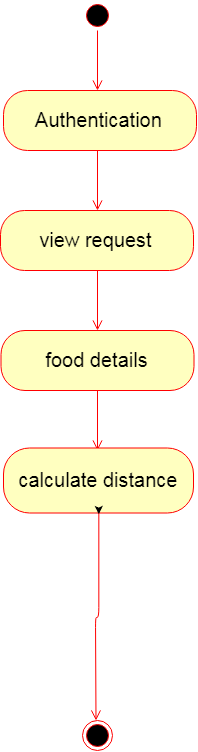 Authentication
view request
food details
calculate distance